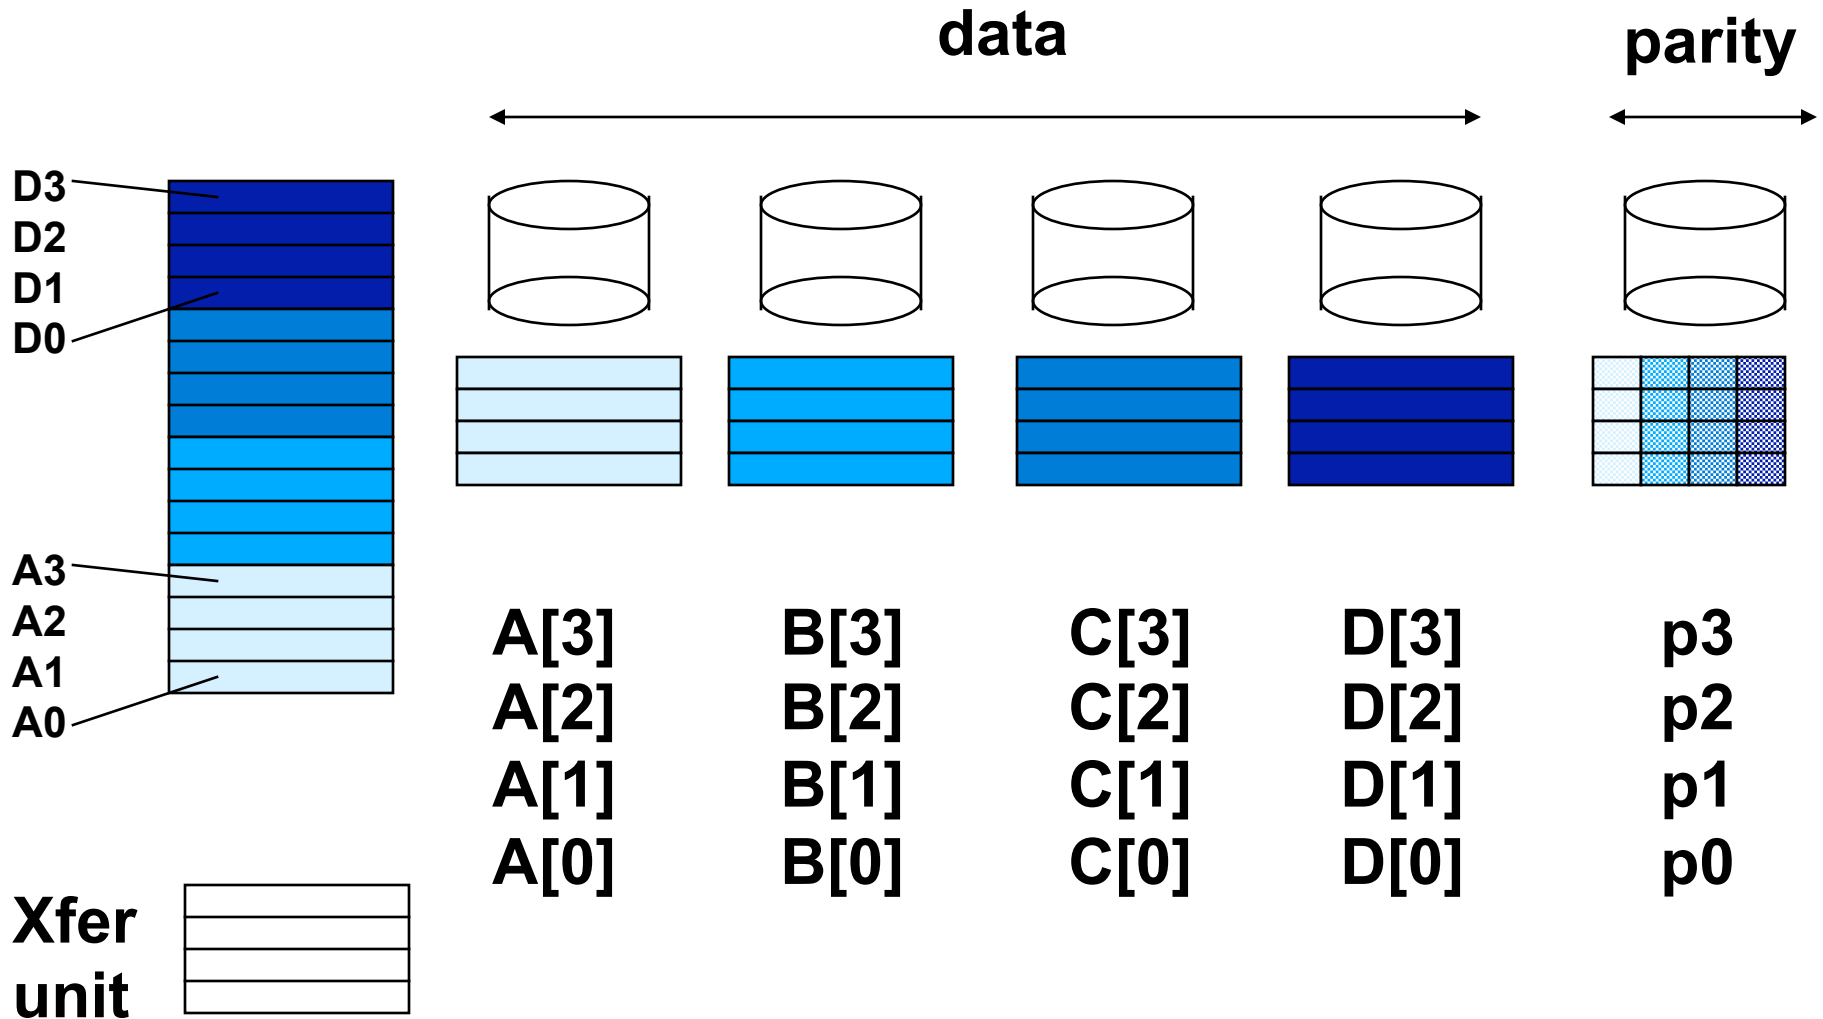 data
parity
D3
D2
D1
D0
A3
A2
A1
A0
A[3] B[3] C[3] D[3] p3
A[2] B[2] C[2] D[2] p2
A[1] B[1] C[1] D[1] p1
A[0] B[0] C[0] D[0] p0
Xfer
unit